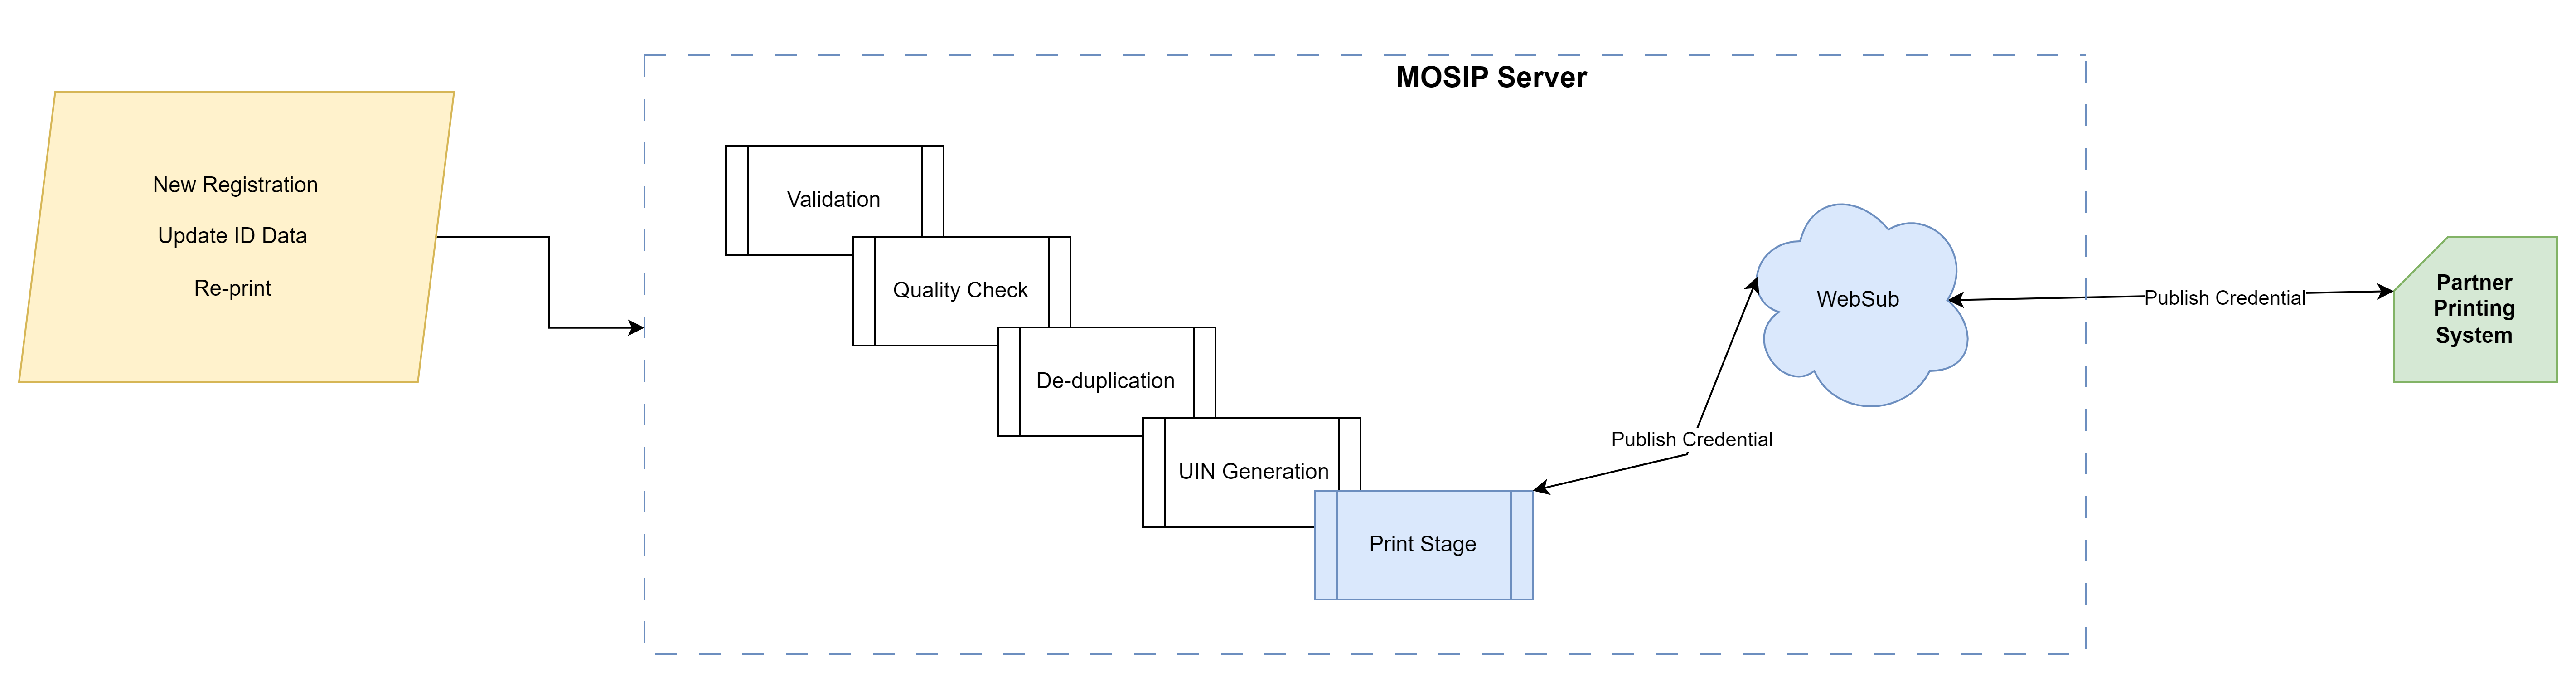 MOSIP Server
New Registration
Update ID Data
Re-print
Validation
Quality Check
De-duplication
UIN Generation
Print Stage
Publish Credential
WebSub
Publish Credential
Partner
Printing
System